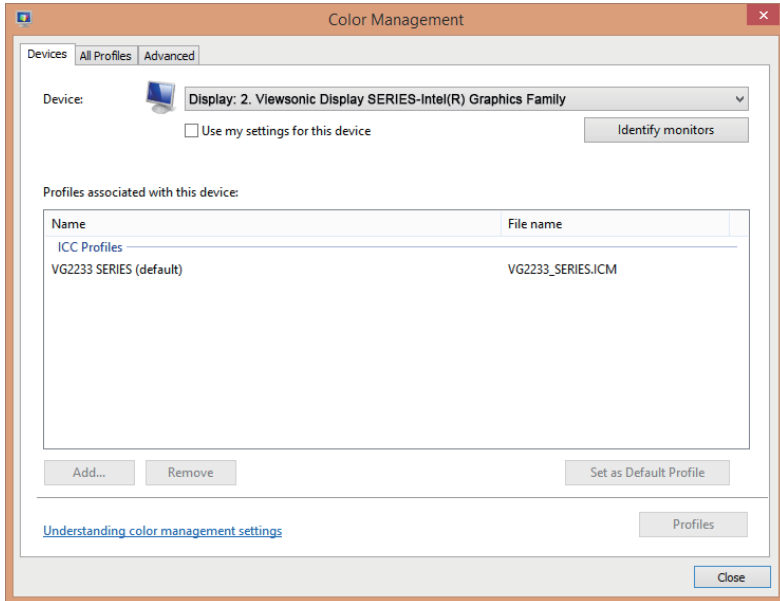 Color Management
Devices All Profiles Advanced
Device: Display: 2. Viewsonic Display SERIES-Intel(R) Graphics Family
Use my settings for this device Identify monitors
Profiles associated with this device:
Name File name
ICC Profiles
VG2233 SERIES (default) VG2233_SERIES.ICM
Add... Remove Set as Default Profile
Understanding color management settings Profiles
Close